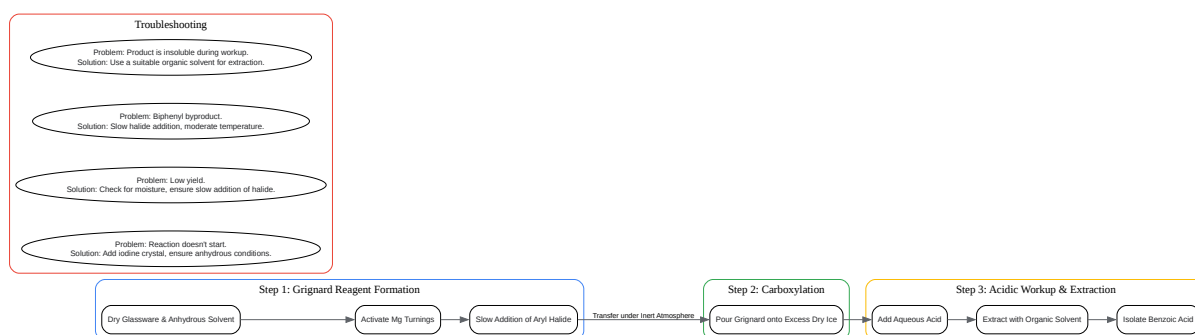 Troubleshooting
Problem: Product is insoluble during workup.
Solution: Use a suitable organic solvent for extraction.
Problem: Biphenyl byproduct.
Solution: Slow halide addition, moderate temperature.
Problem: Low yield.
Solution: Check for moisture, ensure slow addition of halide.
Problem: Reaction doesn't start.
Solution: Add iodine crystal, ensure anhydrous conditions.
Step 1: Grignard Reagent Formation
Dry Glassware & Anhydrous Solvent
Activate Mg Turnings
Slow Addition of Aryl Halide
Transfer under Inert Atmosphere
Step 2: Carboxylation
Pour Grignard onto Excess Dry Ice
Step 3: Acidic Workup & Extraction
Add Aqueous Acid
Extract with Organic Solvent
Isolate Benzoic Acid